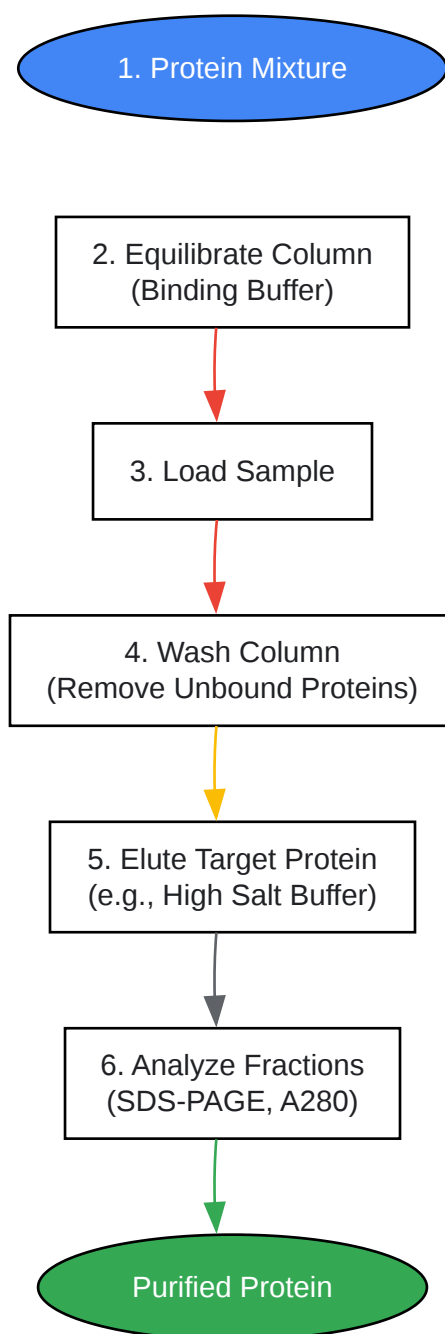 1. Protein Mixture
2. Equilibrate Column
(Binding Buffer)
3. Load Sample
4. Wash Column
(Remove Unbound Proteins)
5. Elute Target Protein
(e.g., High Salt Buffer)
6. Analyze Fractions
(SDS-PAGE, A280)
Purified Protein